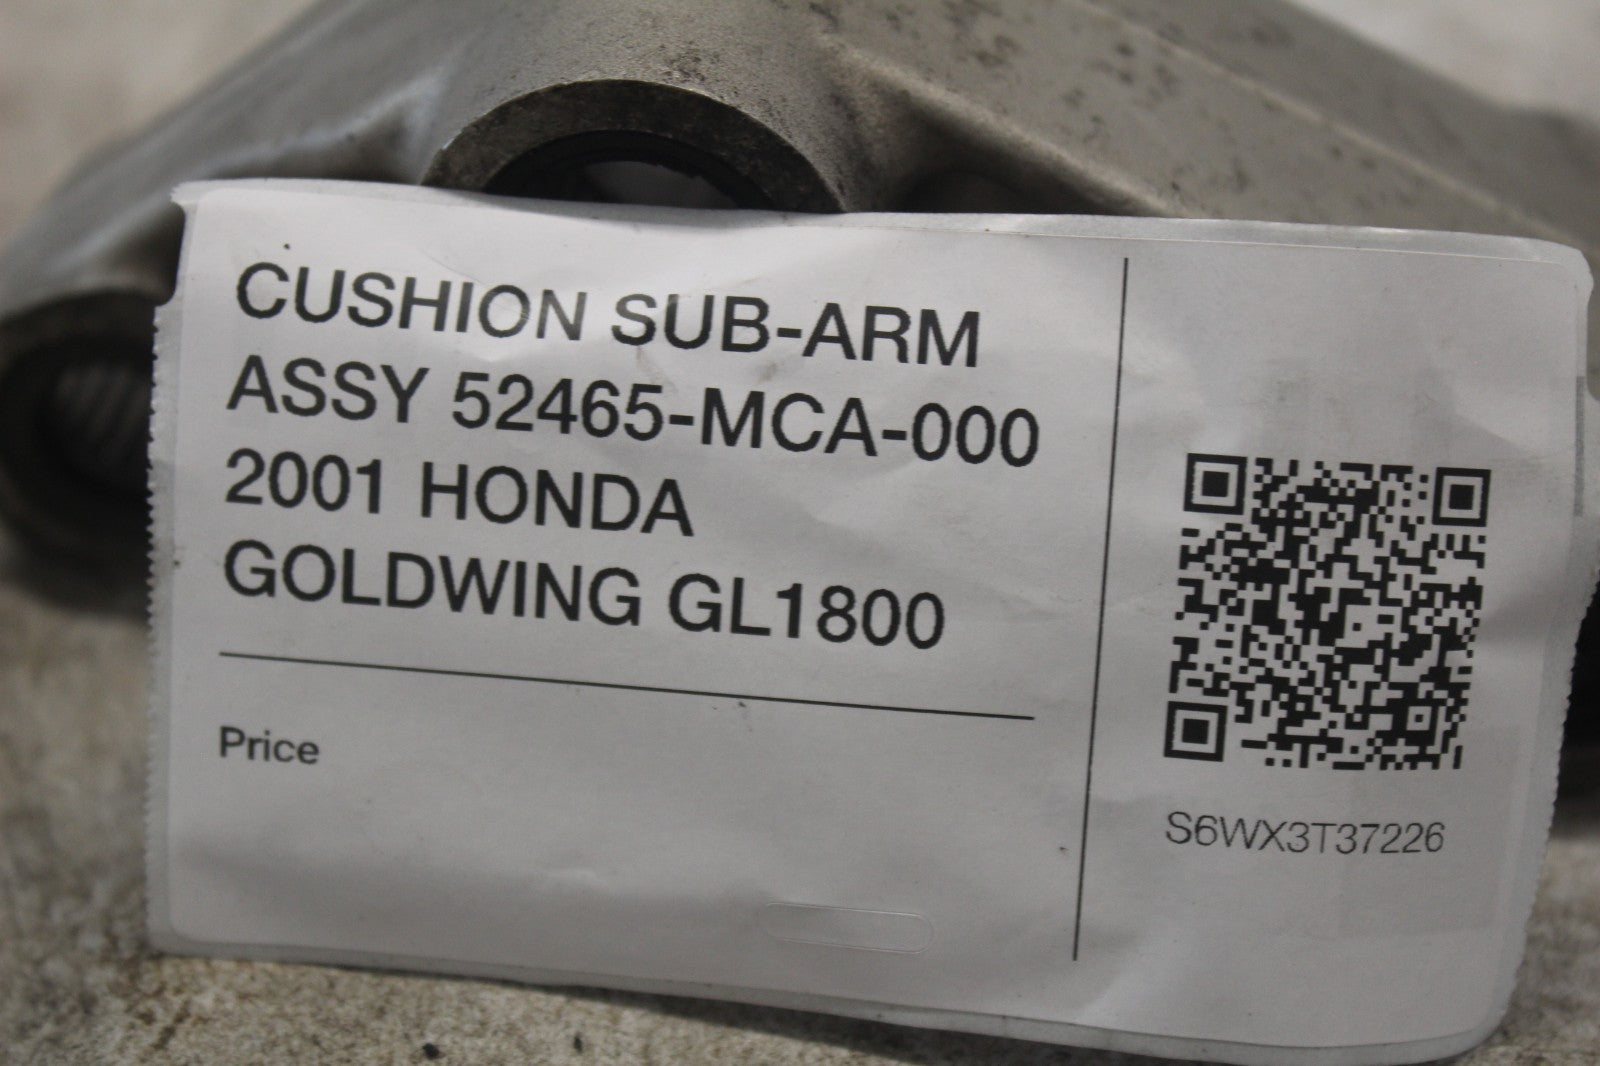 CUSHION SUB-ARM
ASSY 52465-MCA-000
2001 HONDA
GOLDWING GL1800
Price
S6WX3T37226